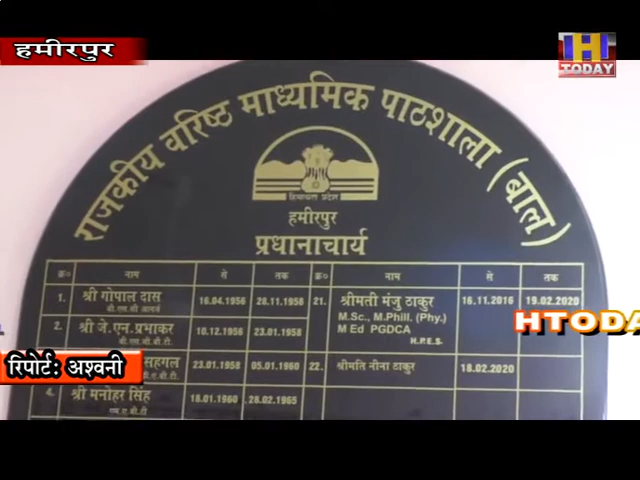 हमीरपुर
H
TODAY
राजकीय वरिष्ठ माध्यमिक पाठशाला (बाल)
हिमाचल प्रदेश
हमीरपुर
प्रधानाचार्य
क्र० नाम से तक क्र० नाम से तक
1. श्री गोपाल दास 16.04.1956 28.11.1956 21. श्रीमती मंजु ठाकुर 16.11.2016 19.02.2020
M.Sc., M.Phill. (Phy.)
M Ed PGDCA
H.P.E.S.
2. श्री जे.एन.प्रभाकर 10.12.1956 23.01.1958
HTODA
सहगल 23.01.1958 05.01.1960 22. श्रीमति नीना ठाकुर 18.02.2020
रिपोर्ट: अश्वनी
4. श्री मनोहर सिंह 18.01.1960 28.02.1965